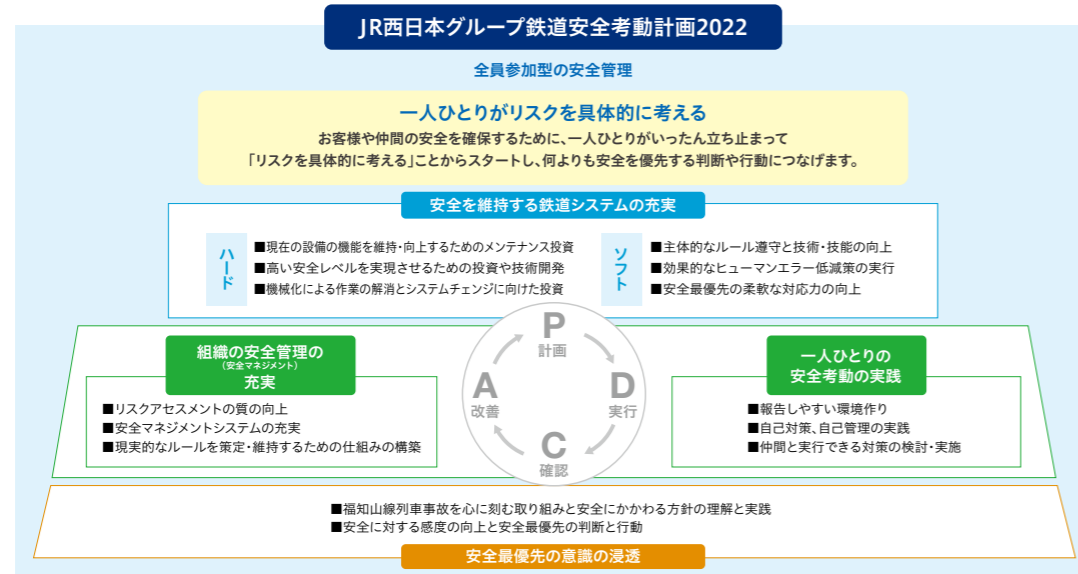 JR西日本グループ鉄道安全考動計画2022
全員参加型の安全管理
一人ひとりがリスクを具体的に考える
お客様や仲間の安全を確保するために、一人ひとりがいったん立ち止まって
「リスクを具体的に考える」ことからスタートし、何よりも安全を優先する判断や行動につなげます。
安全を維持する鉄道システムの充実
ハード
■現在の設備の機能を維持・向上するためのメンテナンス投資
■高い安全レベルを実現させるための投資や技術開発
■機械化による作業の解消とシステムチェンジに向けた投資
ソフト
■主体的なルール遵守と技術・技能の向上
■効果的なヒューマンエラー低減策の実行
■安全最優先の柔軟な対応力の向上
組織の安全管理の
(安全マネジメント)
充実
■リスクアセスメントの質の向上
■安全マネジメントシステムの充実
■現実的なルールを策定・維持するための仕組みの構築
P
計画
D
実行
C
確認
A
改善
一人ひとりの
安全考動の実践
■報告しやすい環境作り
■自己対策、自己管理の実践
■仲間と実行できる対策の検討・実施
■福知山線列車事故を心に刻む取り組みと安全にかかわる方針の理解と実践
■安全に対する感度の向上と安全最優先の判断と行動
安全最優先の意識の浸透